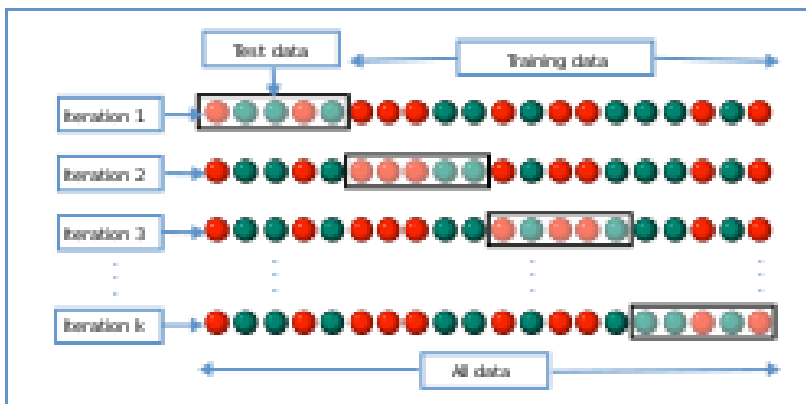 Test data
Training data
Iteration 1
Iteration 2
Iteration 3
Iteration k
All data